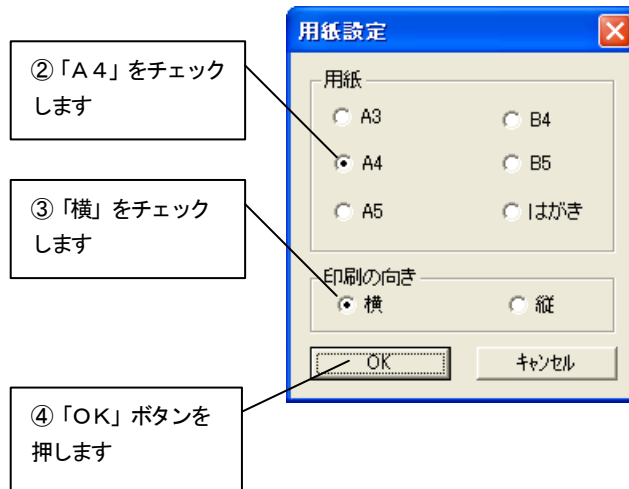 用紙設定
②「A４」をチェック
します
用紙
A3
B4
A4
B5
A5
はがき
③「横」をチェック
します
印刷の向き
横
縦
OK
キャンセル
④「OK」ボタンを
押します